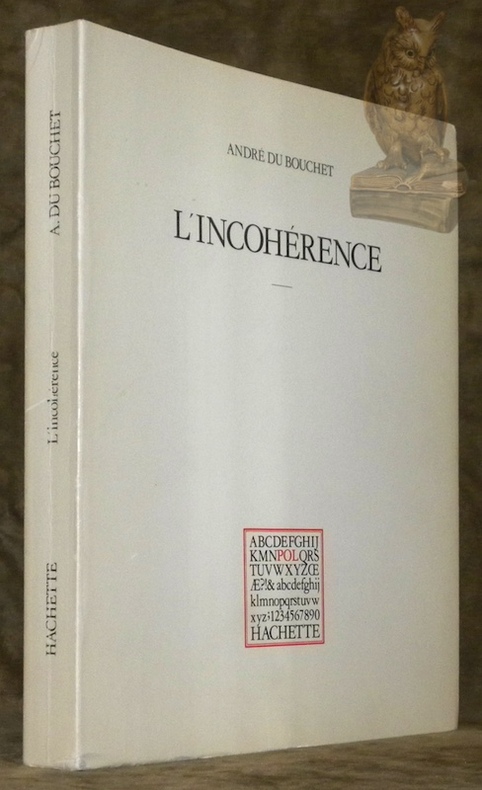 A. DU BOUCHET
L'incohérence
HACHETTE
ANDRÉ DU BOUCHET
L'INCOHÉRENCE
ABCDEFGHIJ
KMNPOLQRS
TUVWXYZŒ
Æ?!& abcdefghij
klmnopqrstuvw
xyz;1234567890
HACHETTE